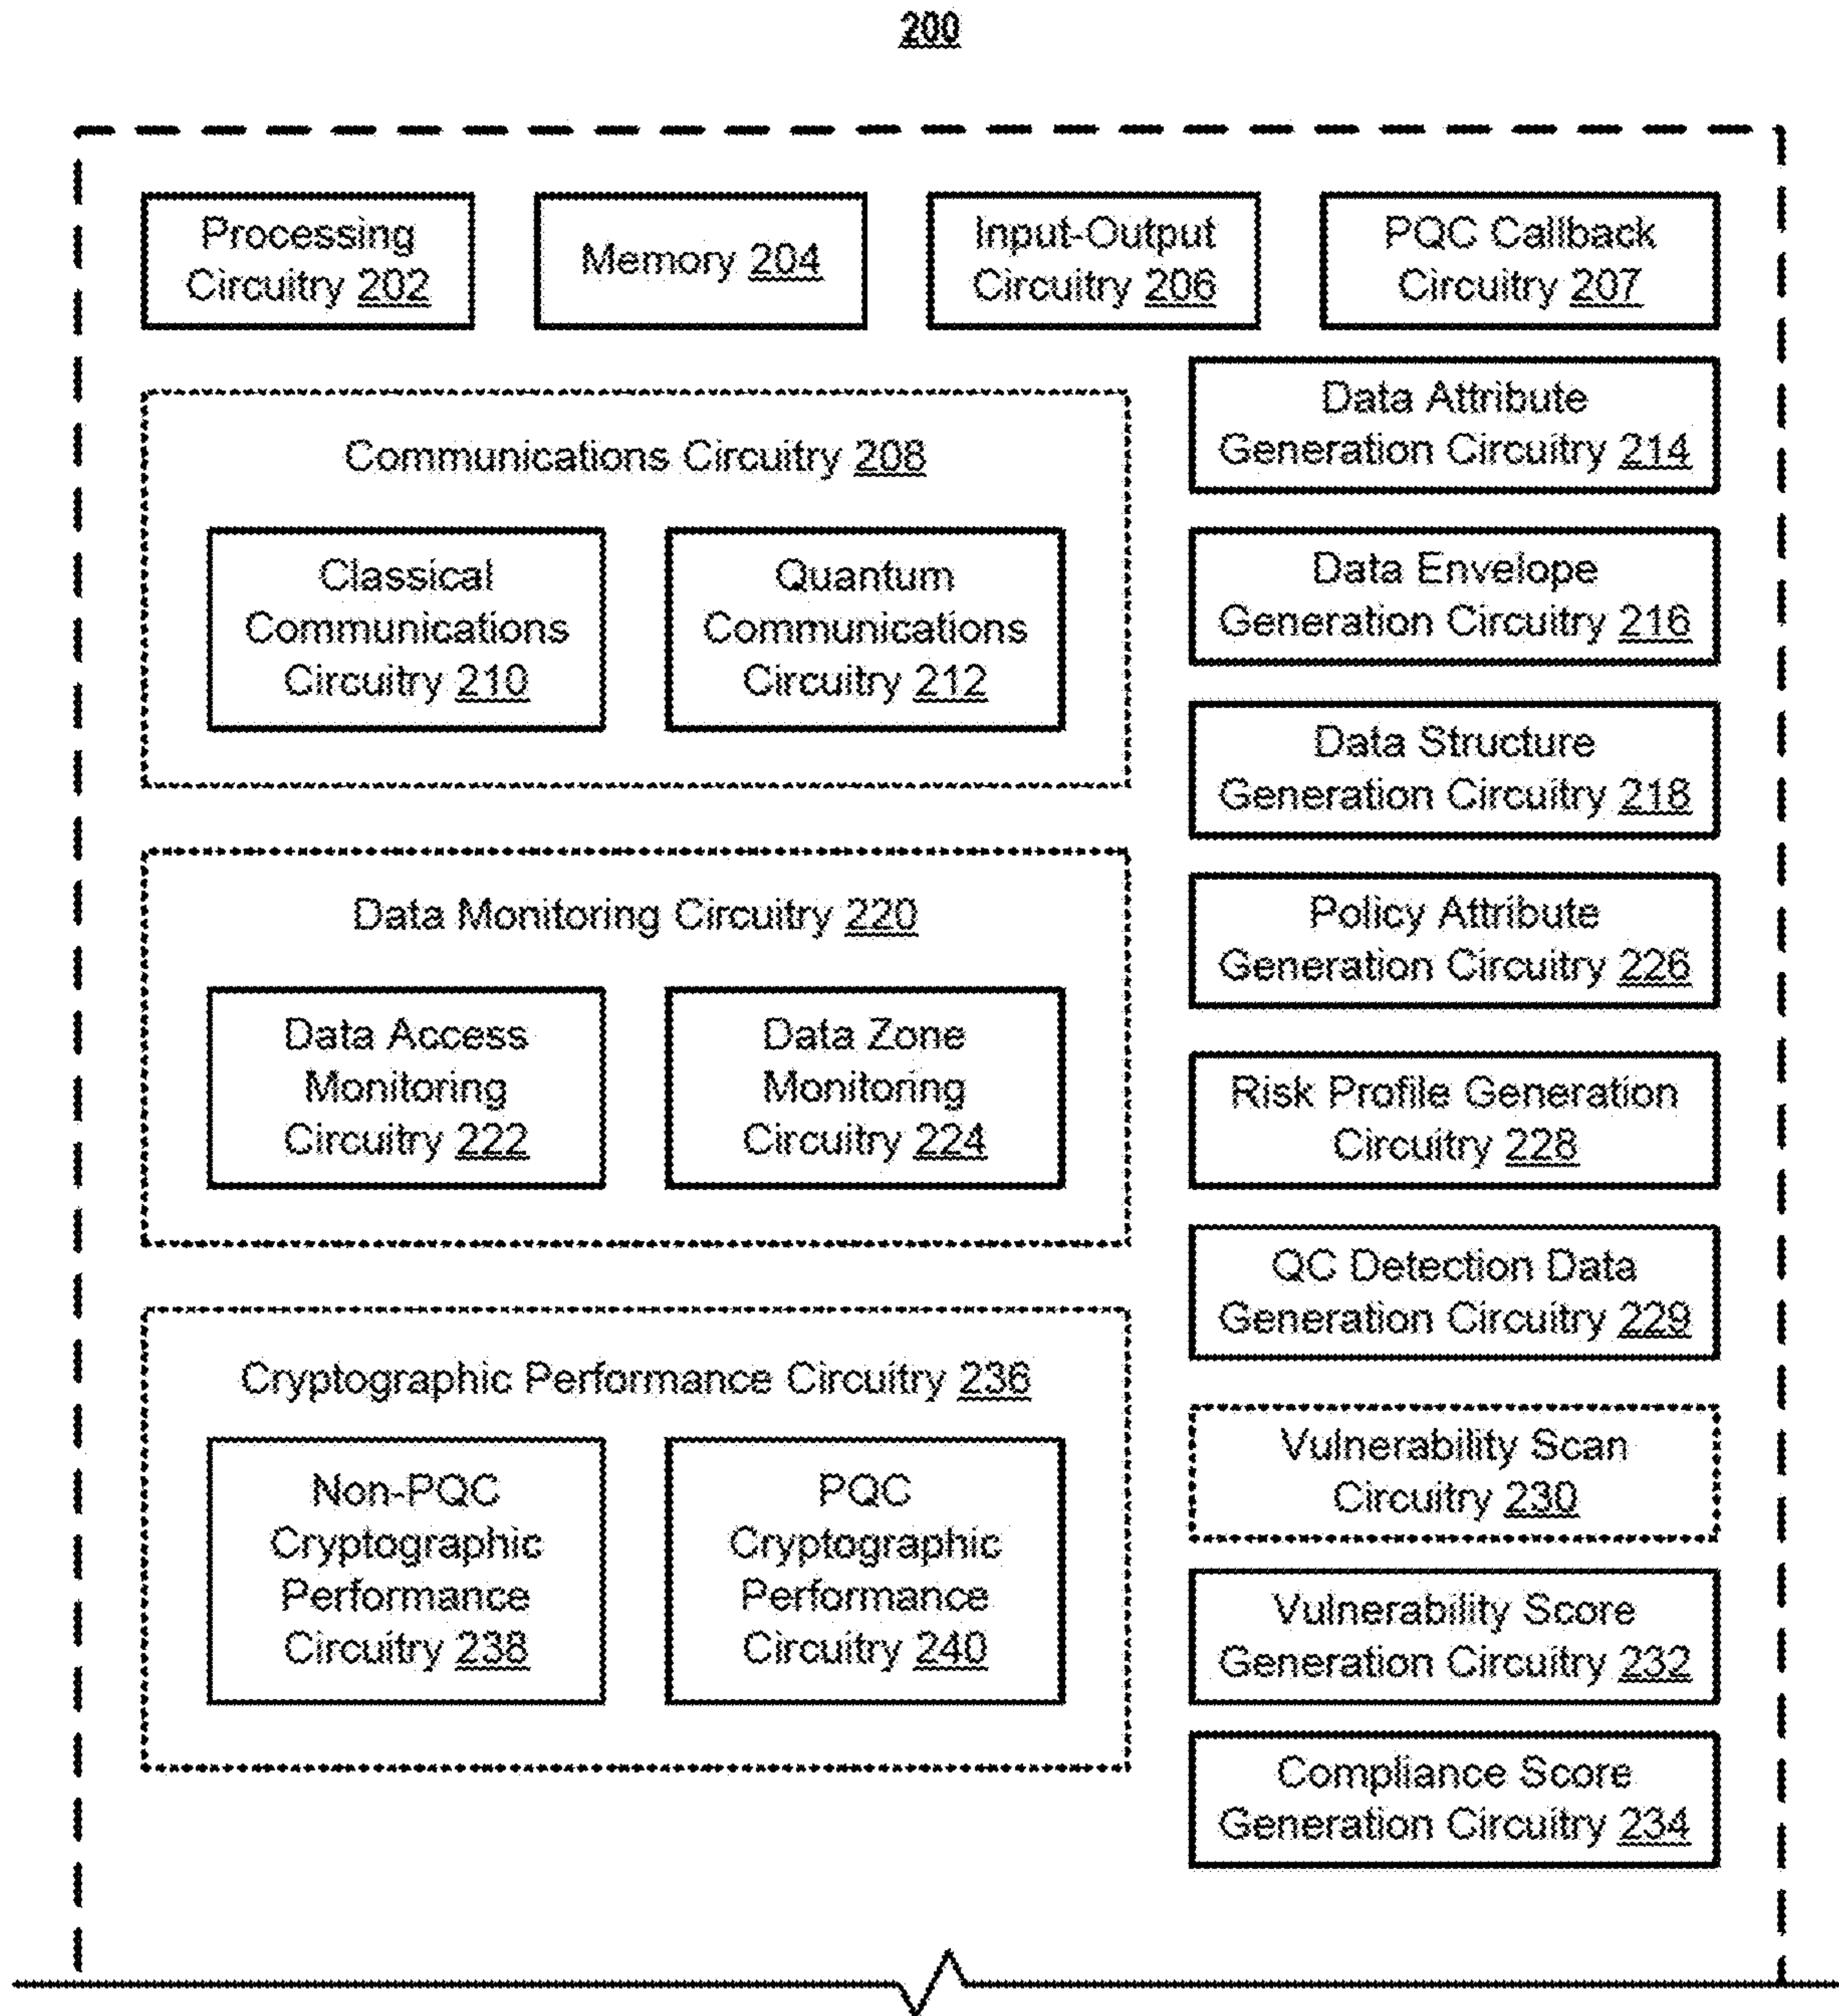 200
Processing
Circuitry 202
Memory 204
Input-Output
Circuitry 206
PQC Callback
Circuitry 207
Communications Circuitry 208
Classical
Communications
Circuitry 210
Quantum
Communications
Circuitry 212
Data Monitoring Circuitry 220
Data Access
Monitoring
Circuitry 222
Data Zone
Monitoring
Circuitry 224
Cryptographic Performance Circuitry 236
Non-PQC
Cryptographic
Performance
Circuitry 238
PQC
Cryptographic
Performance
Circuitry 240
Data Attribute
Generation Circuitry 214
Data Envelope
Generation Circuitry 216
Data Structure
Generation Circuitry 218
Policy Attribute
Generation Circuitry 226
Risk Profile Generation
Circuitry 228
QC Detection Data
Generation Circuitry 229
Vulnerability Scan
Circuitry 230
Vulnerability Score
Generation Circuitry 232
Compliance Score
Generation Circuitry 234